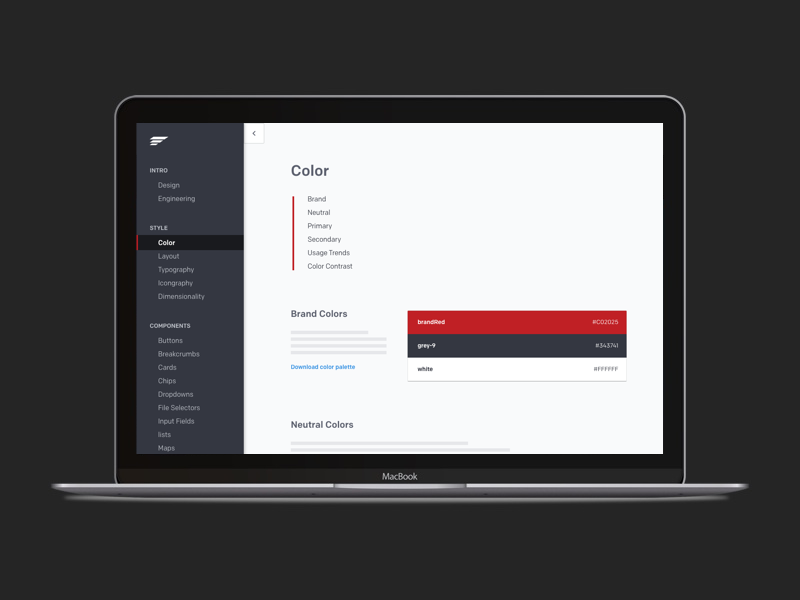 INTRO
Design
Engineering
STYLE
Color
Layout
Typography
Icongraphy
Dimensionality
COMPONENTS
Buttons
Breakcrumbs
Cards
Chips
Dropdowns
File Selectors
Input Fields
lists
Maps
Color
Brand
Neutral
Primary
Secondary
Usage Trends
Color Contrast
Brand Colors
Download color palette
brandRed #C02025
grey-9 #343741
white #FFFFFF
Neutral Colors
MacBook